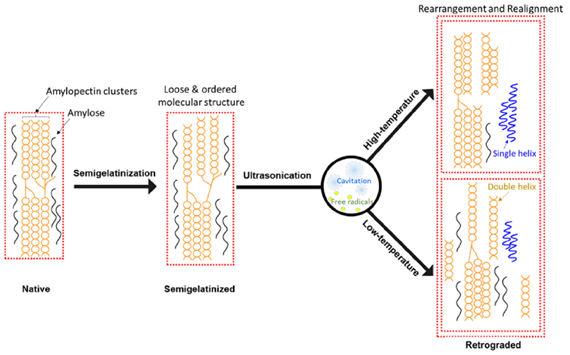 Rearrangement and Realignment
Amylopectin clusters
Amylose
Loose & ordered
molecular structure
Semigelatinization
Ultrasonication
Cavitation
Free radicals
High-temperature
Low-temperature
Single helix
Double helix
Native
Semigelatinized
Retrograded